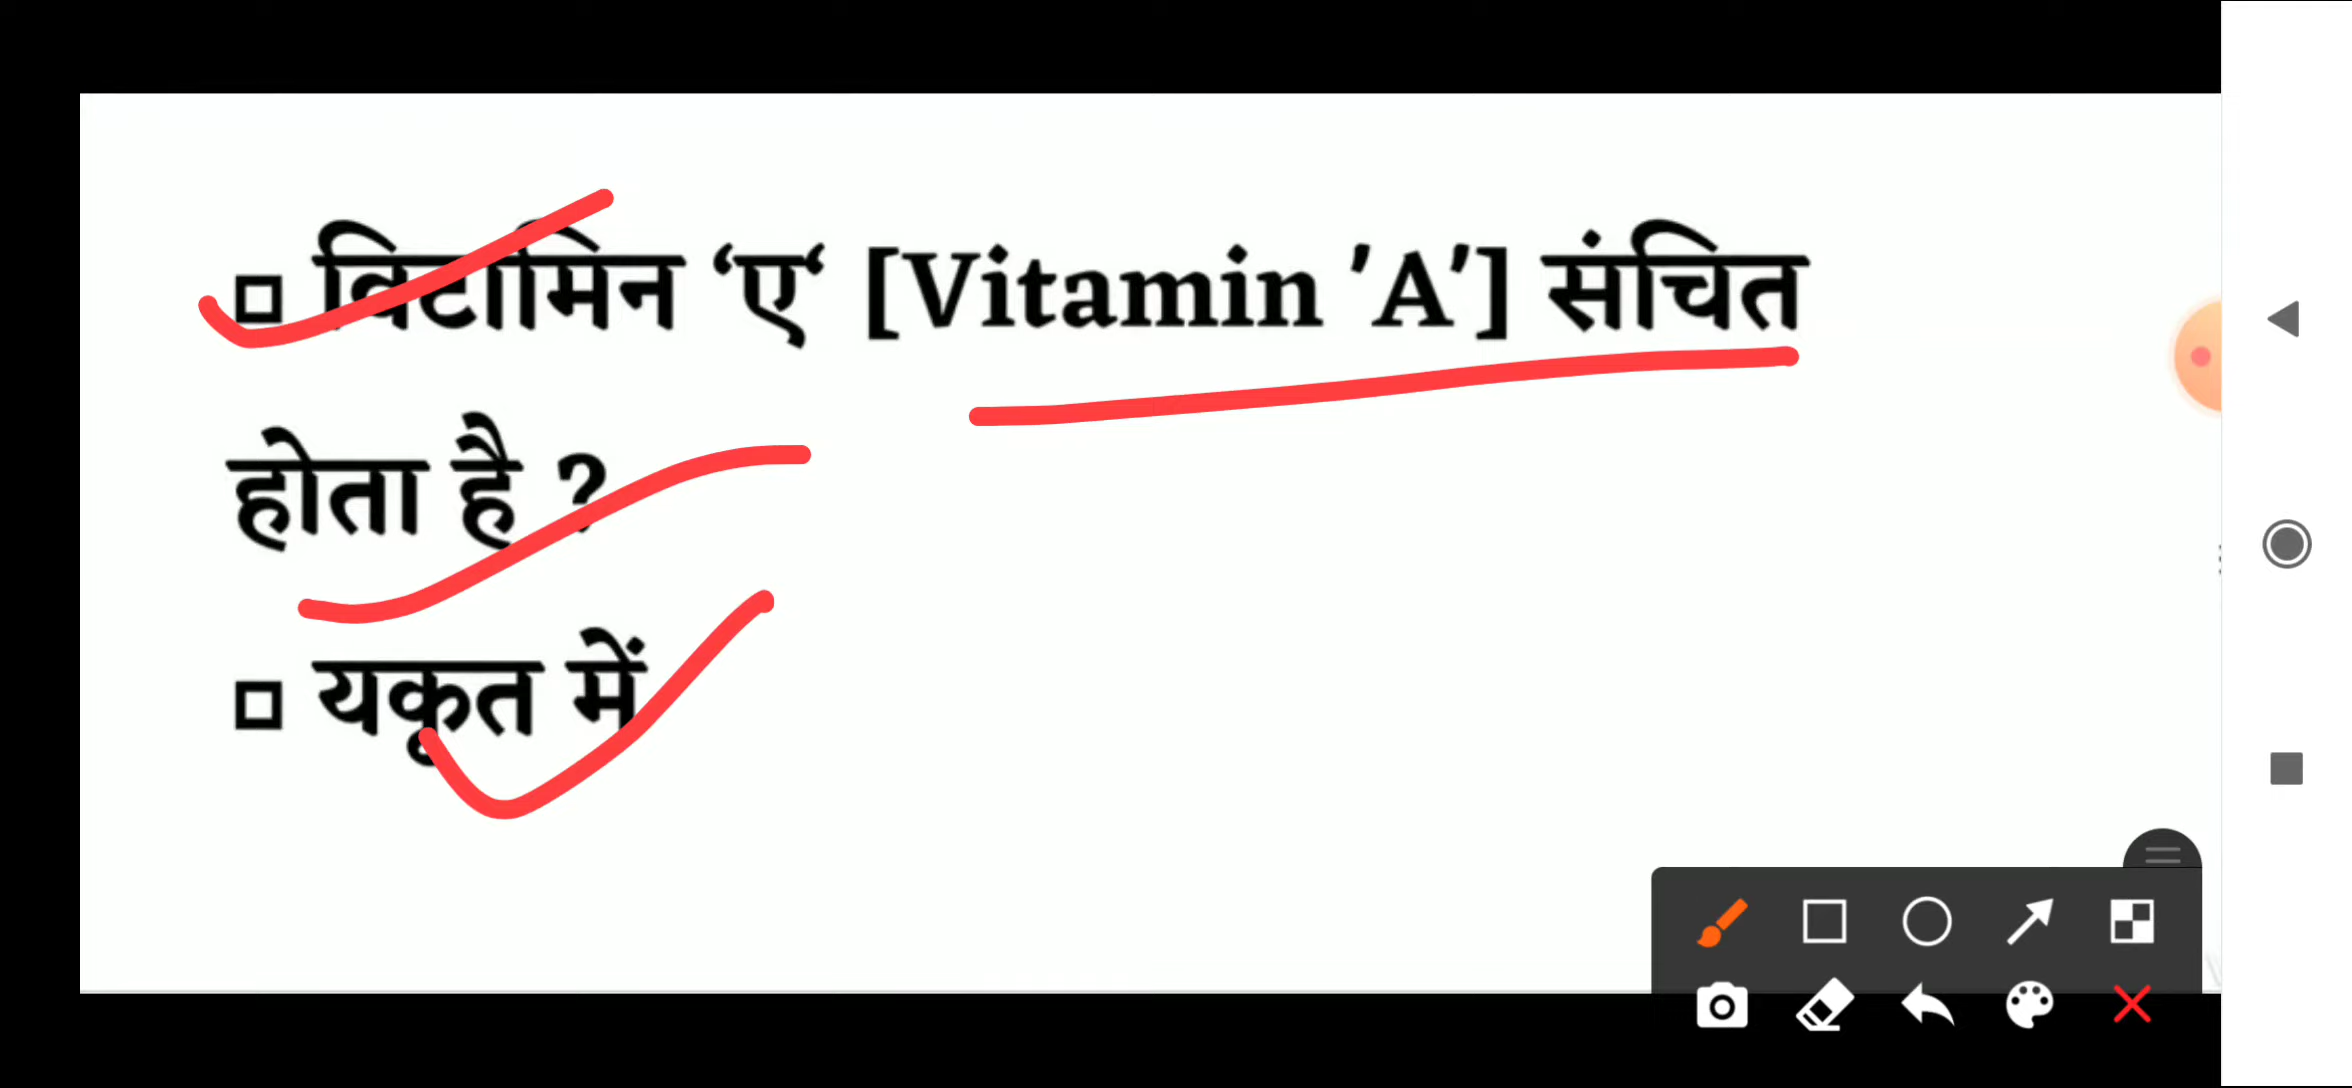 ▫ विटामिन ‘ए‘ [Vitamin ’A’] संचित
होता है ?
▫ यकृत में